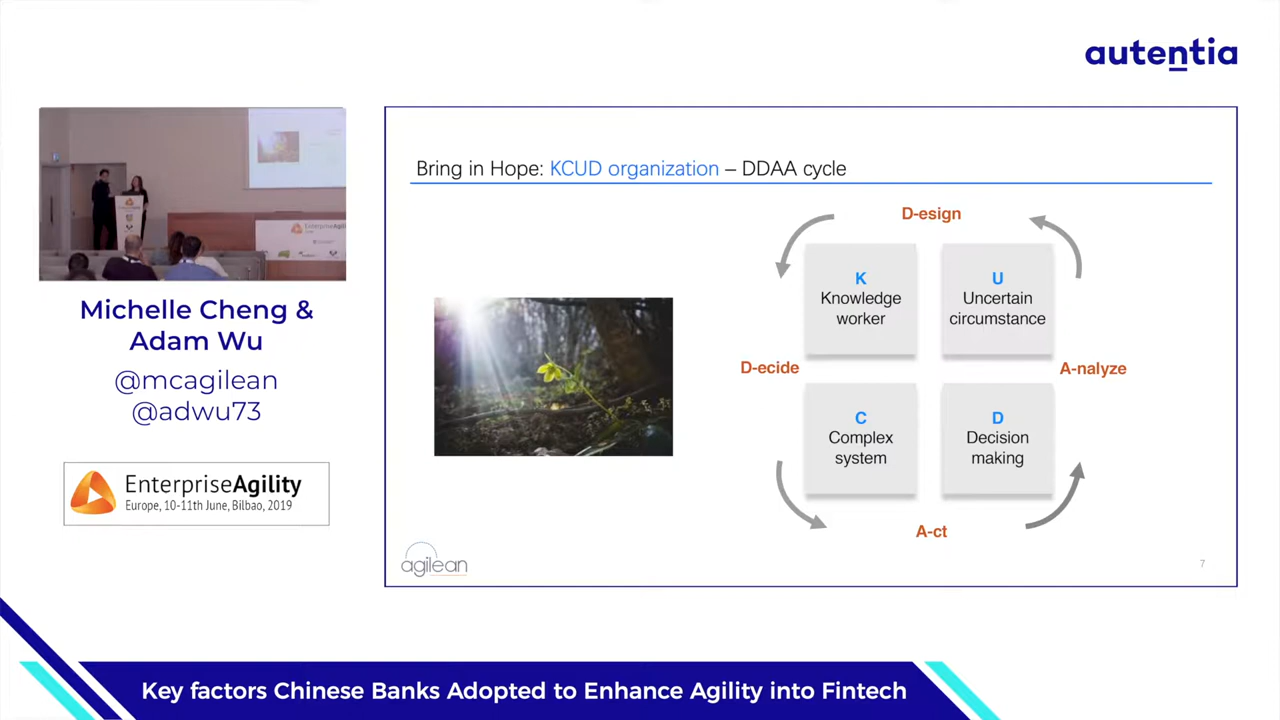 autentia
EnterpriseAgili
Michelle Cheng &
Adam Wu
@mcagilean
@adwu73
EnterpriseAgility
Europe, 10-11th June, Bilbao, 2019
Bring in Hope: KCUD organization – DDAA cycle
D-esign
K
Knowledge
worker
U
Uncertain
circumstance
D-ecide
A-nalyze
C
Complex
system
D
Decision
making
A-ct
agilean
7
Key factors Chinese Banks Adopted to Enhance Agility into Fintech